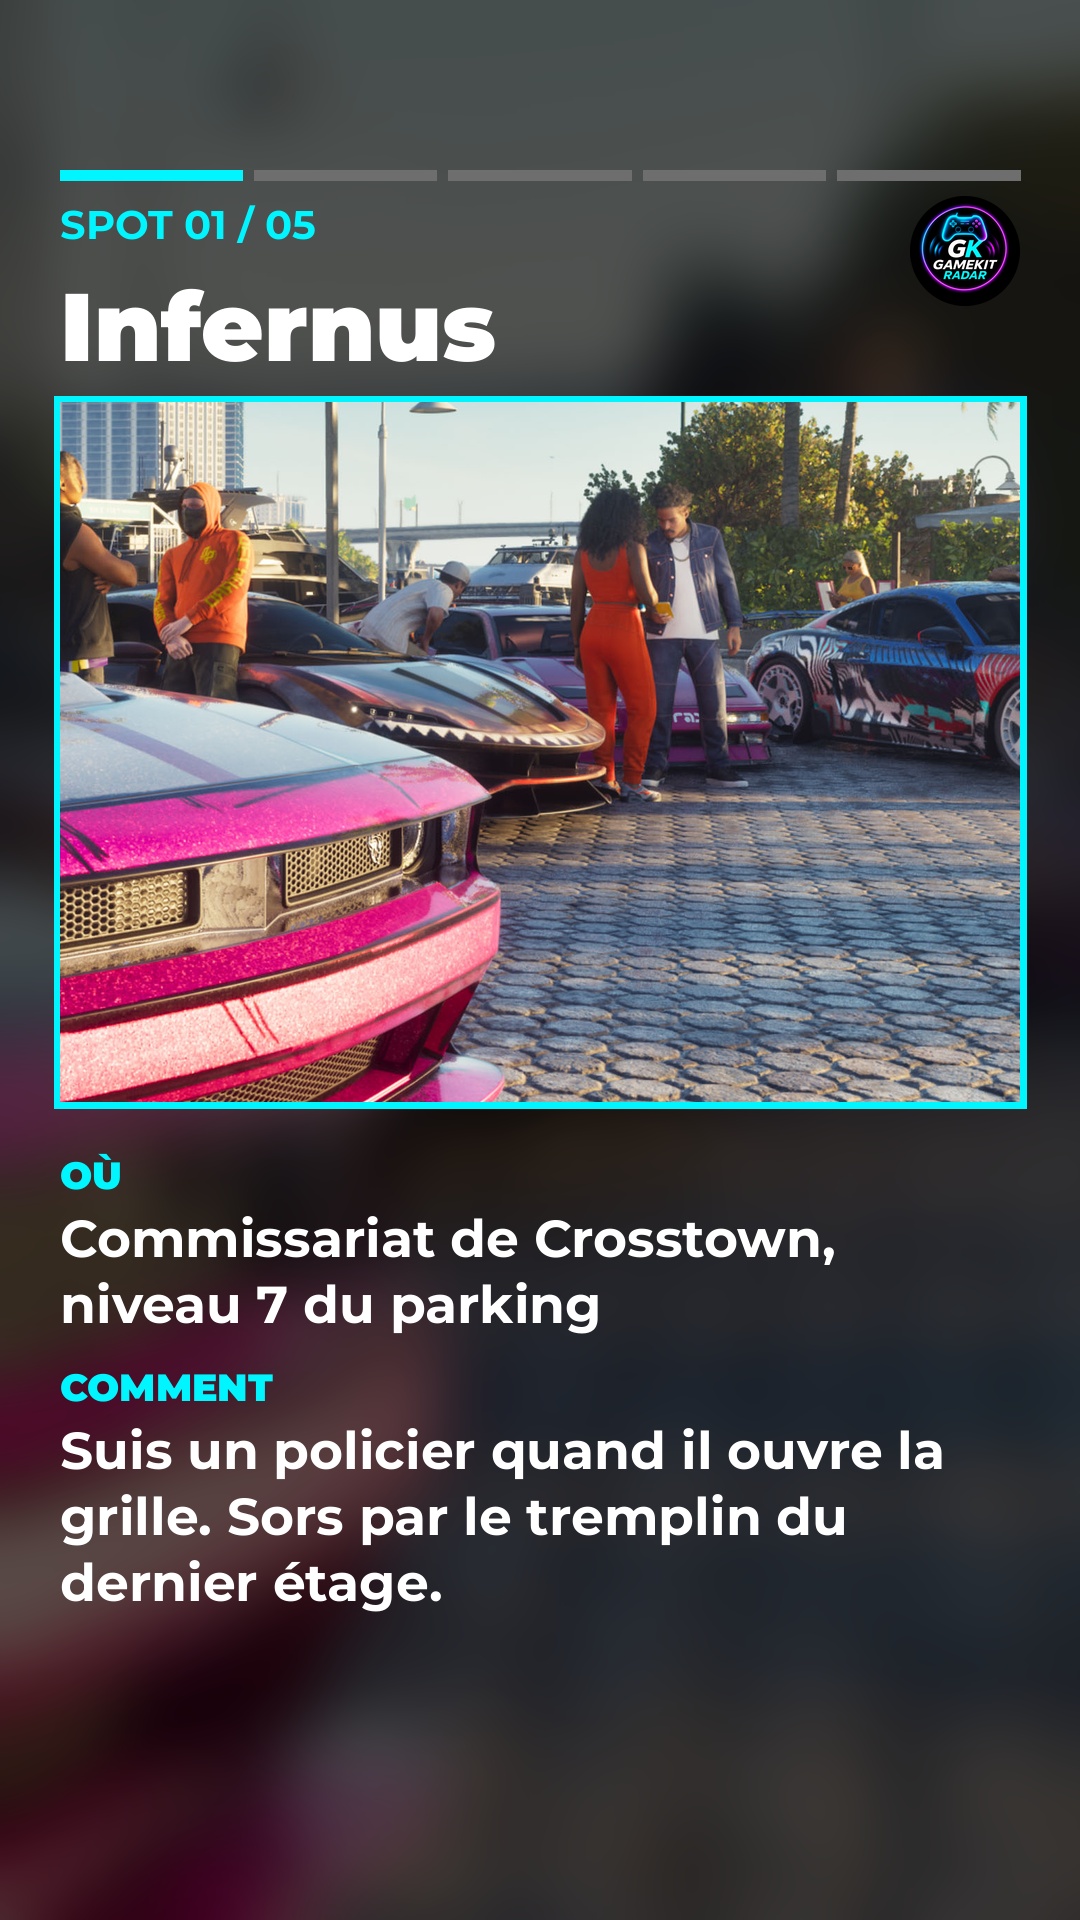 SPOT 01 / 05
GK
GAMEKIT
RADAR
Infernus
OÙ
Commissariat de Crosstown,
niveau 7 du parking
COMMENT
Suis un policier quand il ouvre la
grille. Sors par le tremplin du
dernier étage.